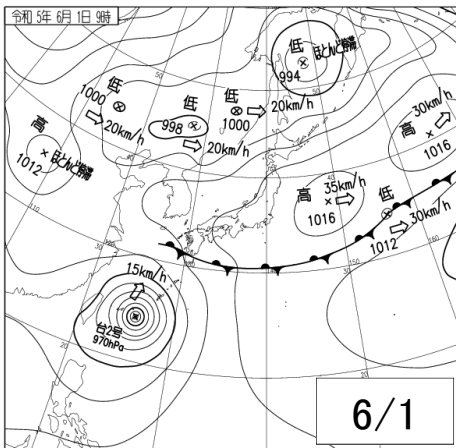 令和 5年 6月 1日 9時
低
ほとんど停滞
994
低
1000
20km/h
低
998
20km/h
低
1000
20km/h
高
ほとんど停滞
1012
30km/h
高
1016
35km/h
高
1016
低
30km/h
1012
15km/h
台2号
970hPa
6/1